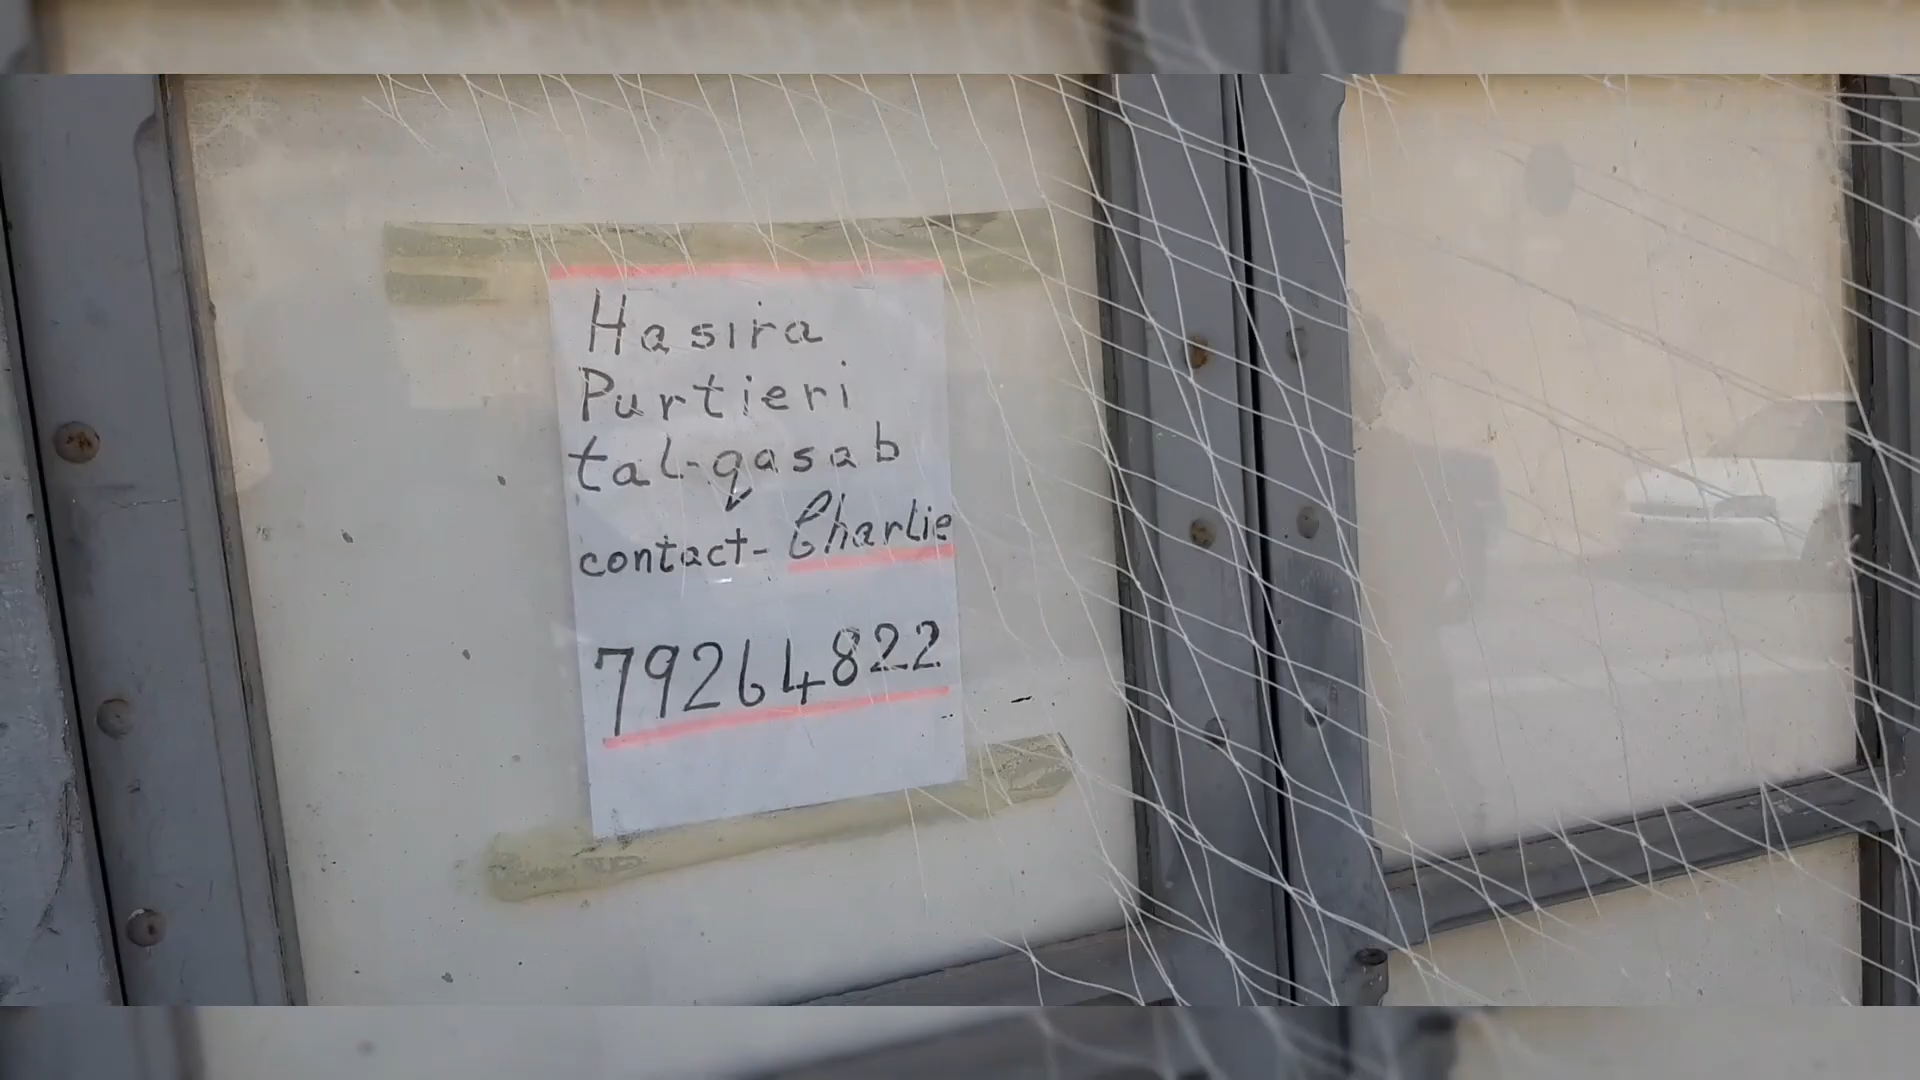 Hasira
Purtieri
tal-qasab
contact- Charlie
79264822